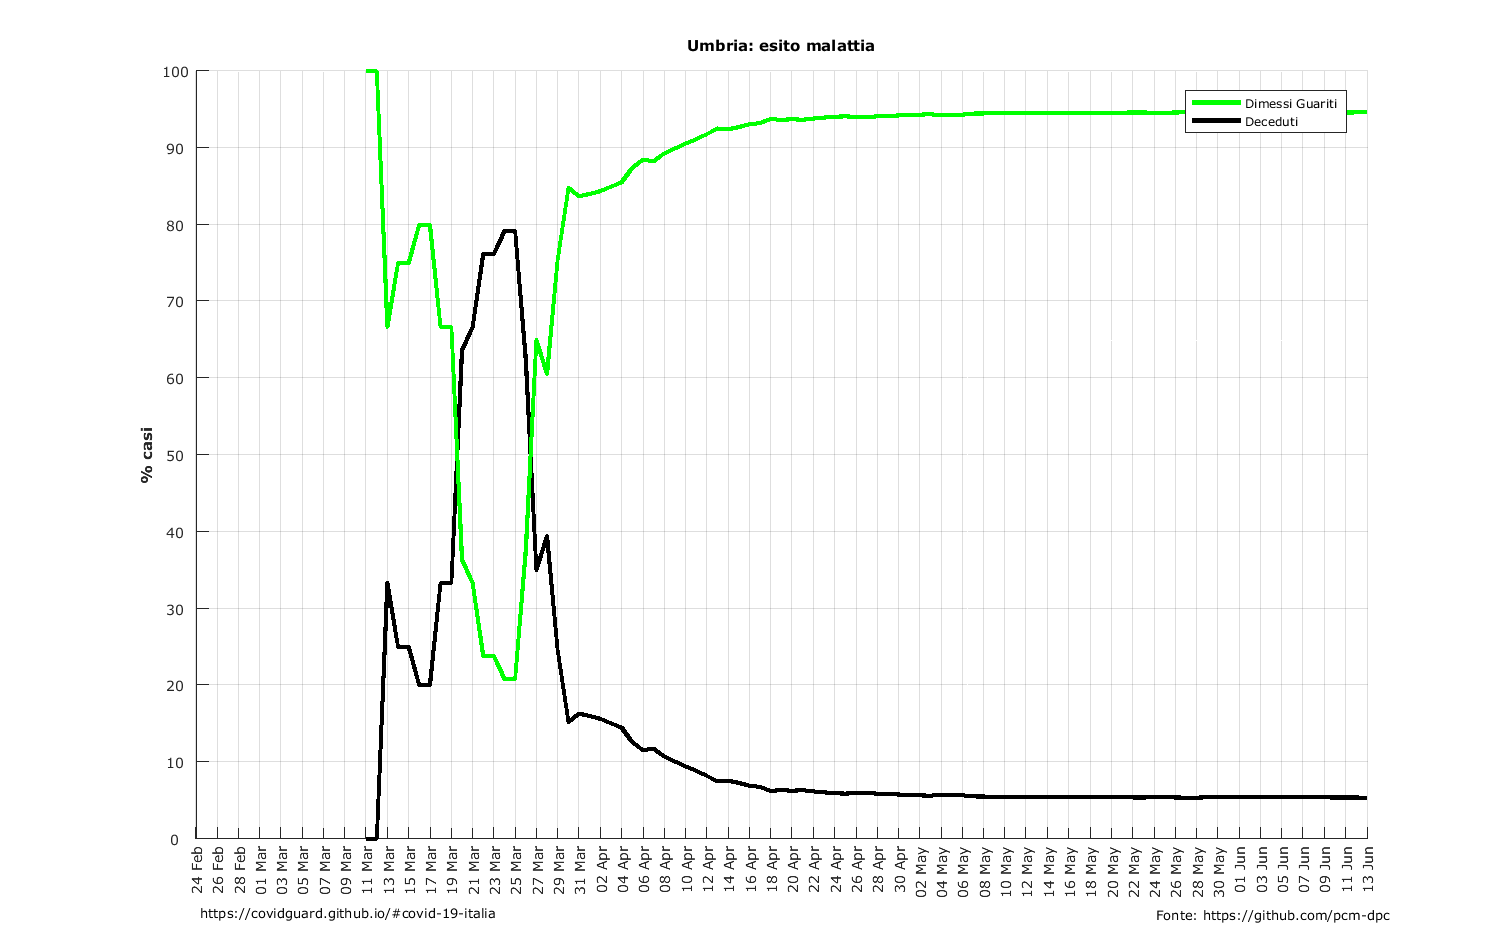 Umbria: esito malattia
% casi
100
90
80
70
60
50
40
30
20
10
0
Dimessi Guariti
Deceduti
24 Feb
26 Feb
28 Feb
01 Mar
03 Mar
05 Mar
07 Mar
09 Mar
11 Mar
13 Mar
15 Mar
17 Mar
19 Mar
21 Mar
23 Mar
25 Mar
27 Mar
29 Mar
31 Mar
02 Apr
04 Apr
06 Apr
08 Apr
10 Apr
12 Apr
14 Apr
16 Apr
18 Apr
20 Apr
22 Apr
24 Apr
26 Apr
28 Apr
30 Apr
02 May
04 May
06 May
08 May
10 May
12 May
14 May
16 May
18 May
20 May
22 May
24 May
26 May
28 May
30 May
01 Jun
03 Jun
05 Jun
07 Jun
09 Jun
11 Jun
13 Jun
https://covidguard.github.io/#covid-19-italia
Fonte: https://github.com/pcm-dpc